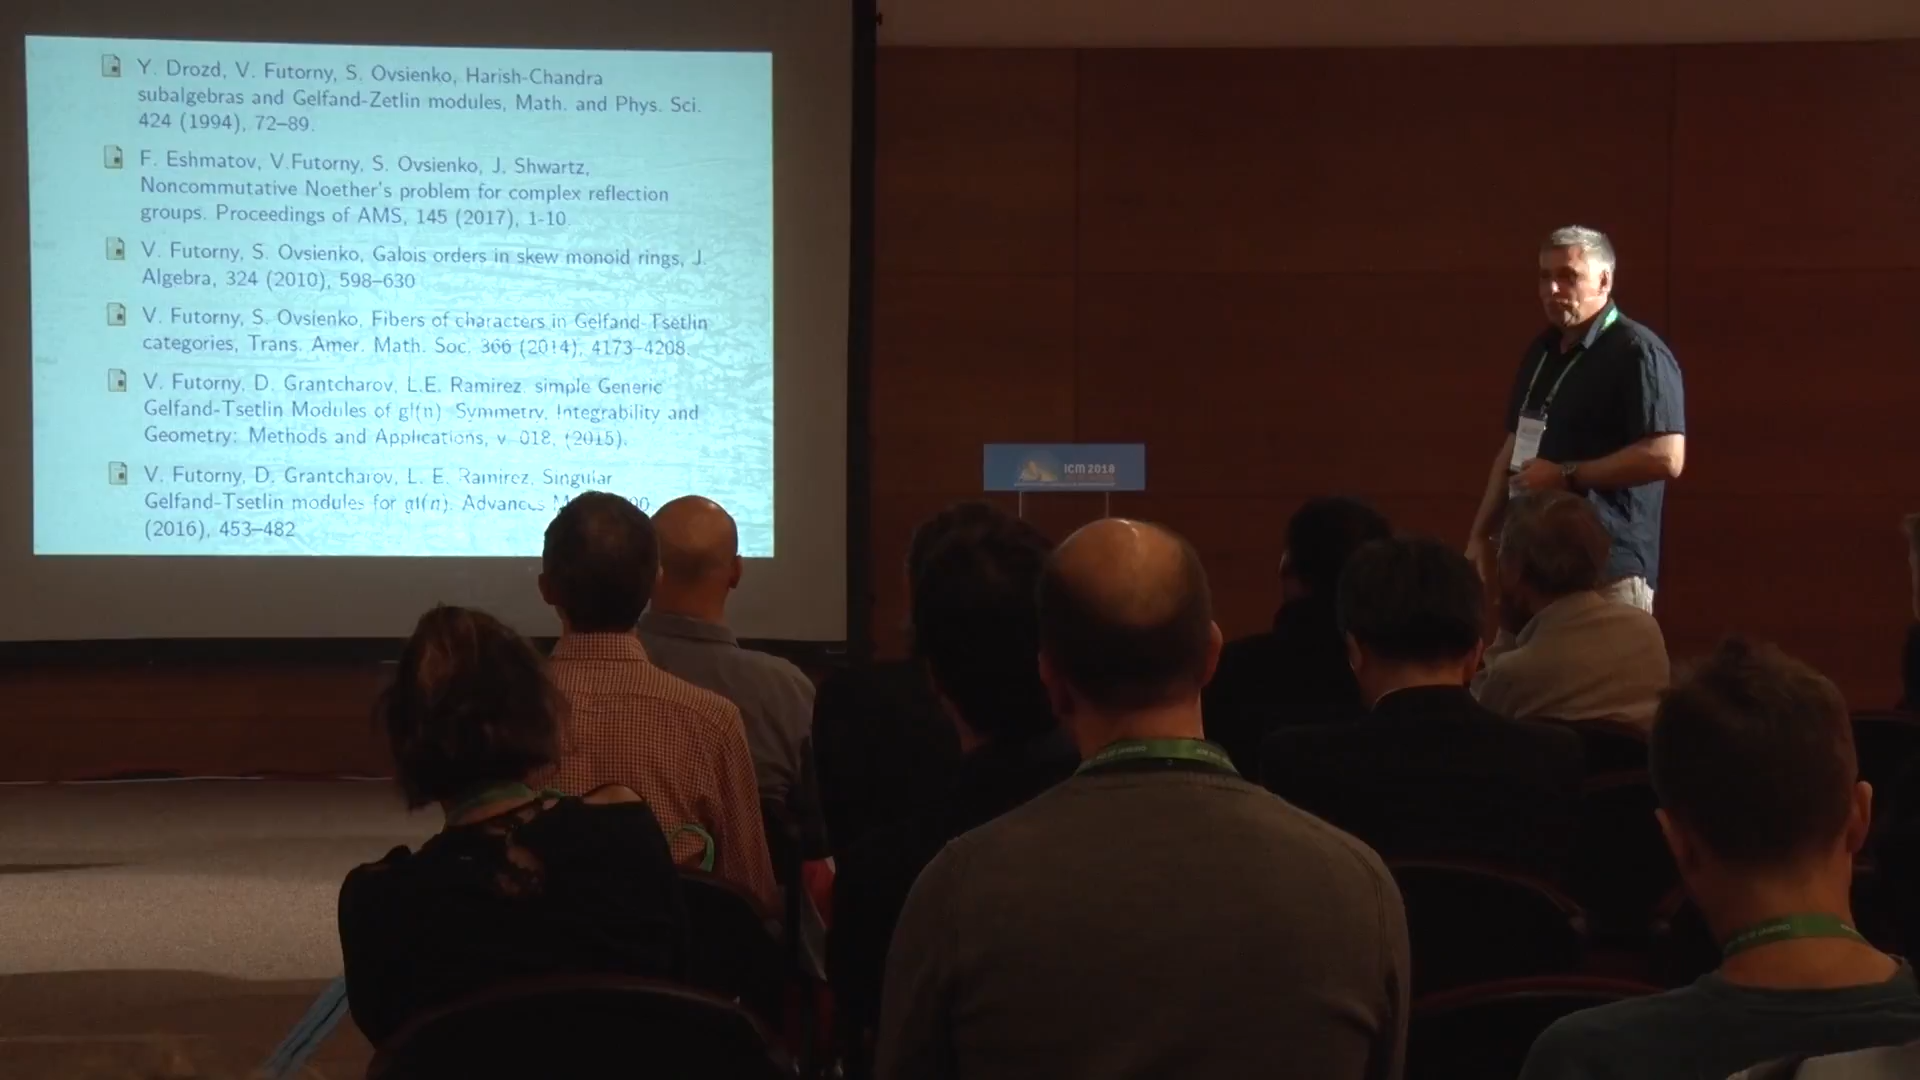 Y. Drozd, V. Futorny, S. Ovsienko, Harish-Chandra
subalgebras and Gelfand-Zetlin modules, Math. and Phys. Sci.
424 (1994), 72–89.
F. Eshmatov, V.Futorny, S. Ovsienko, J. Shwartz,
Noncommutative Noether's problem for complex reflection
groups. Proceedings of AMS, 145 (2017), 1-10.
V. Futorny, S. Ovsienko, Galois orders in skew monoid rings, J.
Algebra, 324 (2010), 598–630
V. Futorny, S. Ovsienko, Fibers of characters in Gelfand-Tsetlin
categories, Trans. Amer. Math. Soc. 366 (2014), 4173–4208.
V. Futorny, D. Grantcharov, L.E. Ramirez, simple Generic
Gelfand-Tsetlin Modules of gl(n). Symmetry, Integrability and
Geometry: Methods and Applications, v. 018, (2015).
V. Futorny, D. Grantcharov, L. E. Ramirez, Singular
Gelfand-Tsetlin modules for gl(n). Advances
(2016), 453–482
ICM 2018